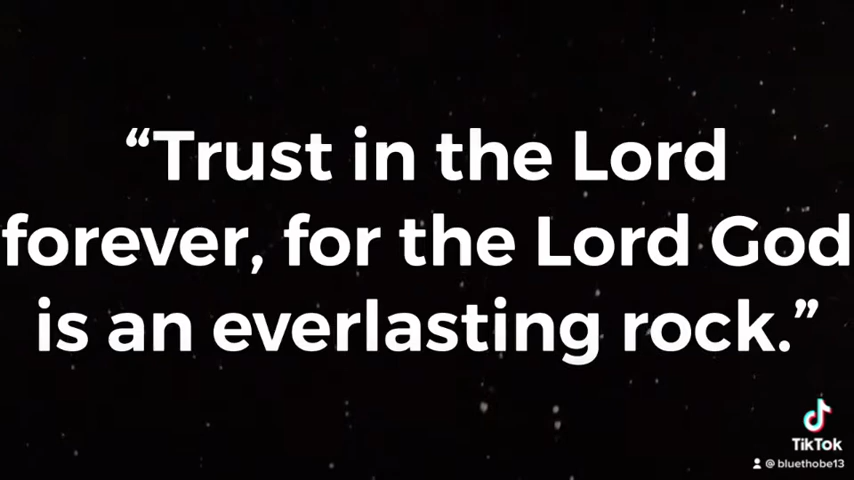 “Trust in the Lord
forever, for the Lord God
is an everlasting rock.”
TikTok
@ bluethobe13